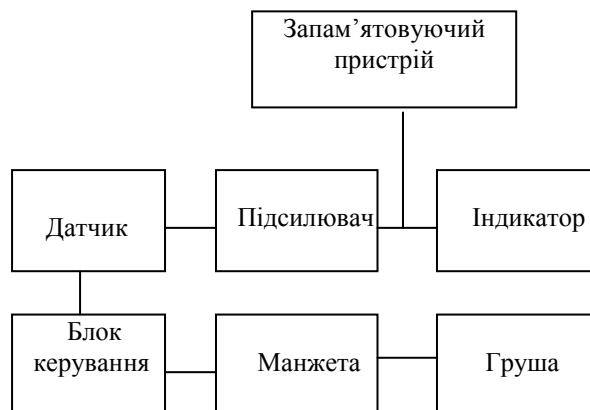 Запам’ятовуючий
пристрій
Датчик
Підсилювач
Індикатор
Блок
керування
Манжета
Груша